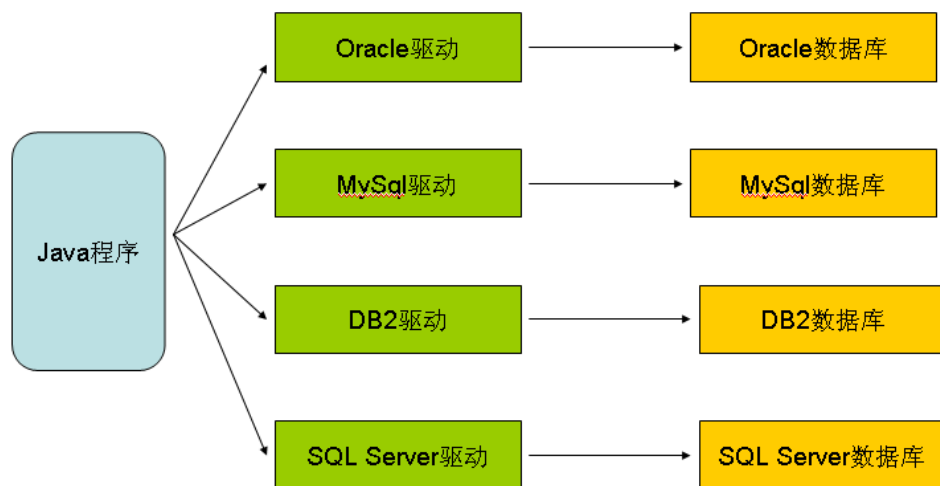 Oracle驱动
Oracle数据库
MySql驱动
MySql数据库
Java程序
DB2驱动
DB2数据库
SQL Server驱动
SQL Server数据库